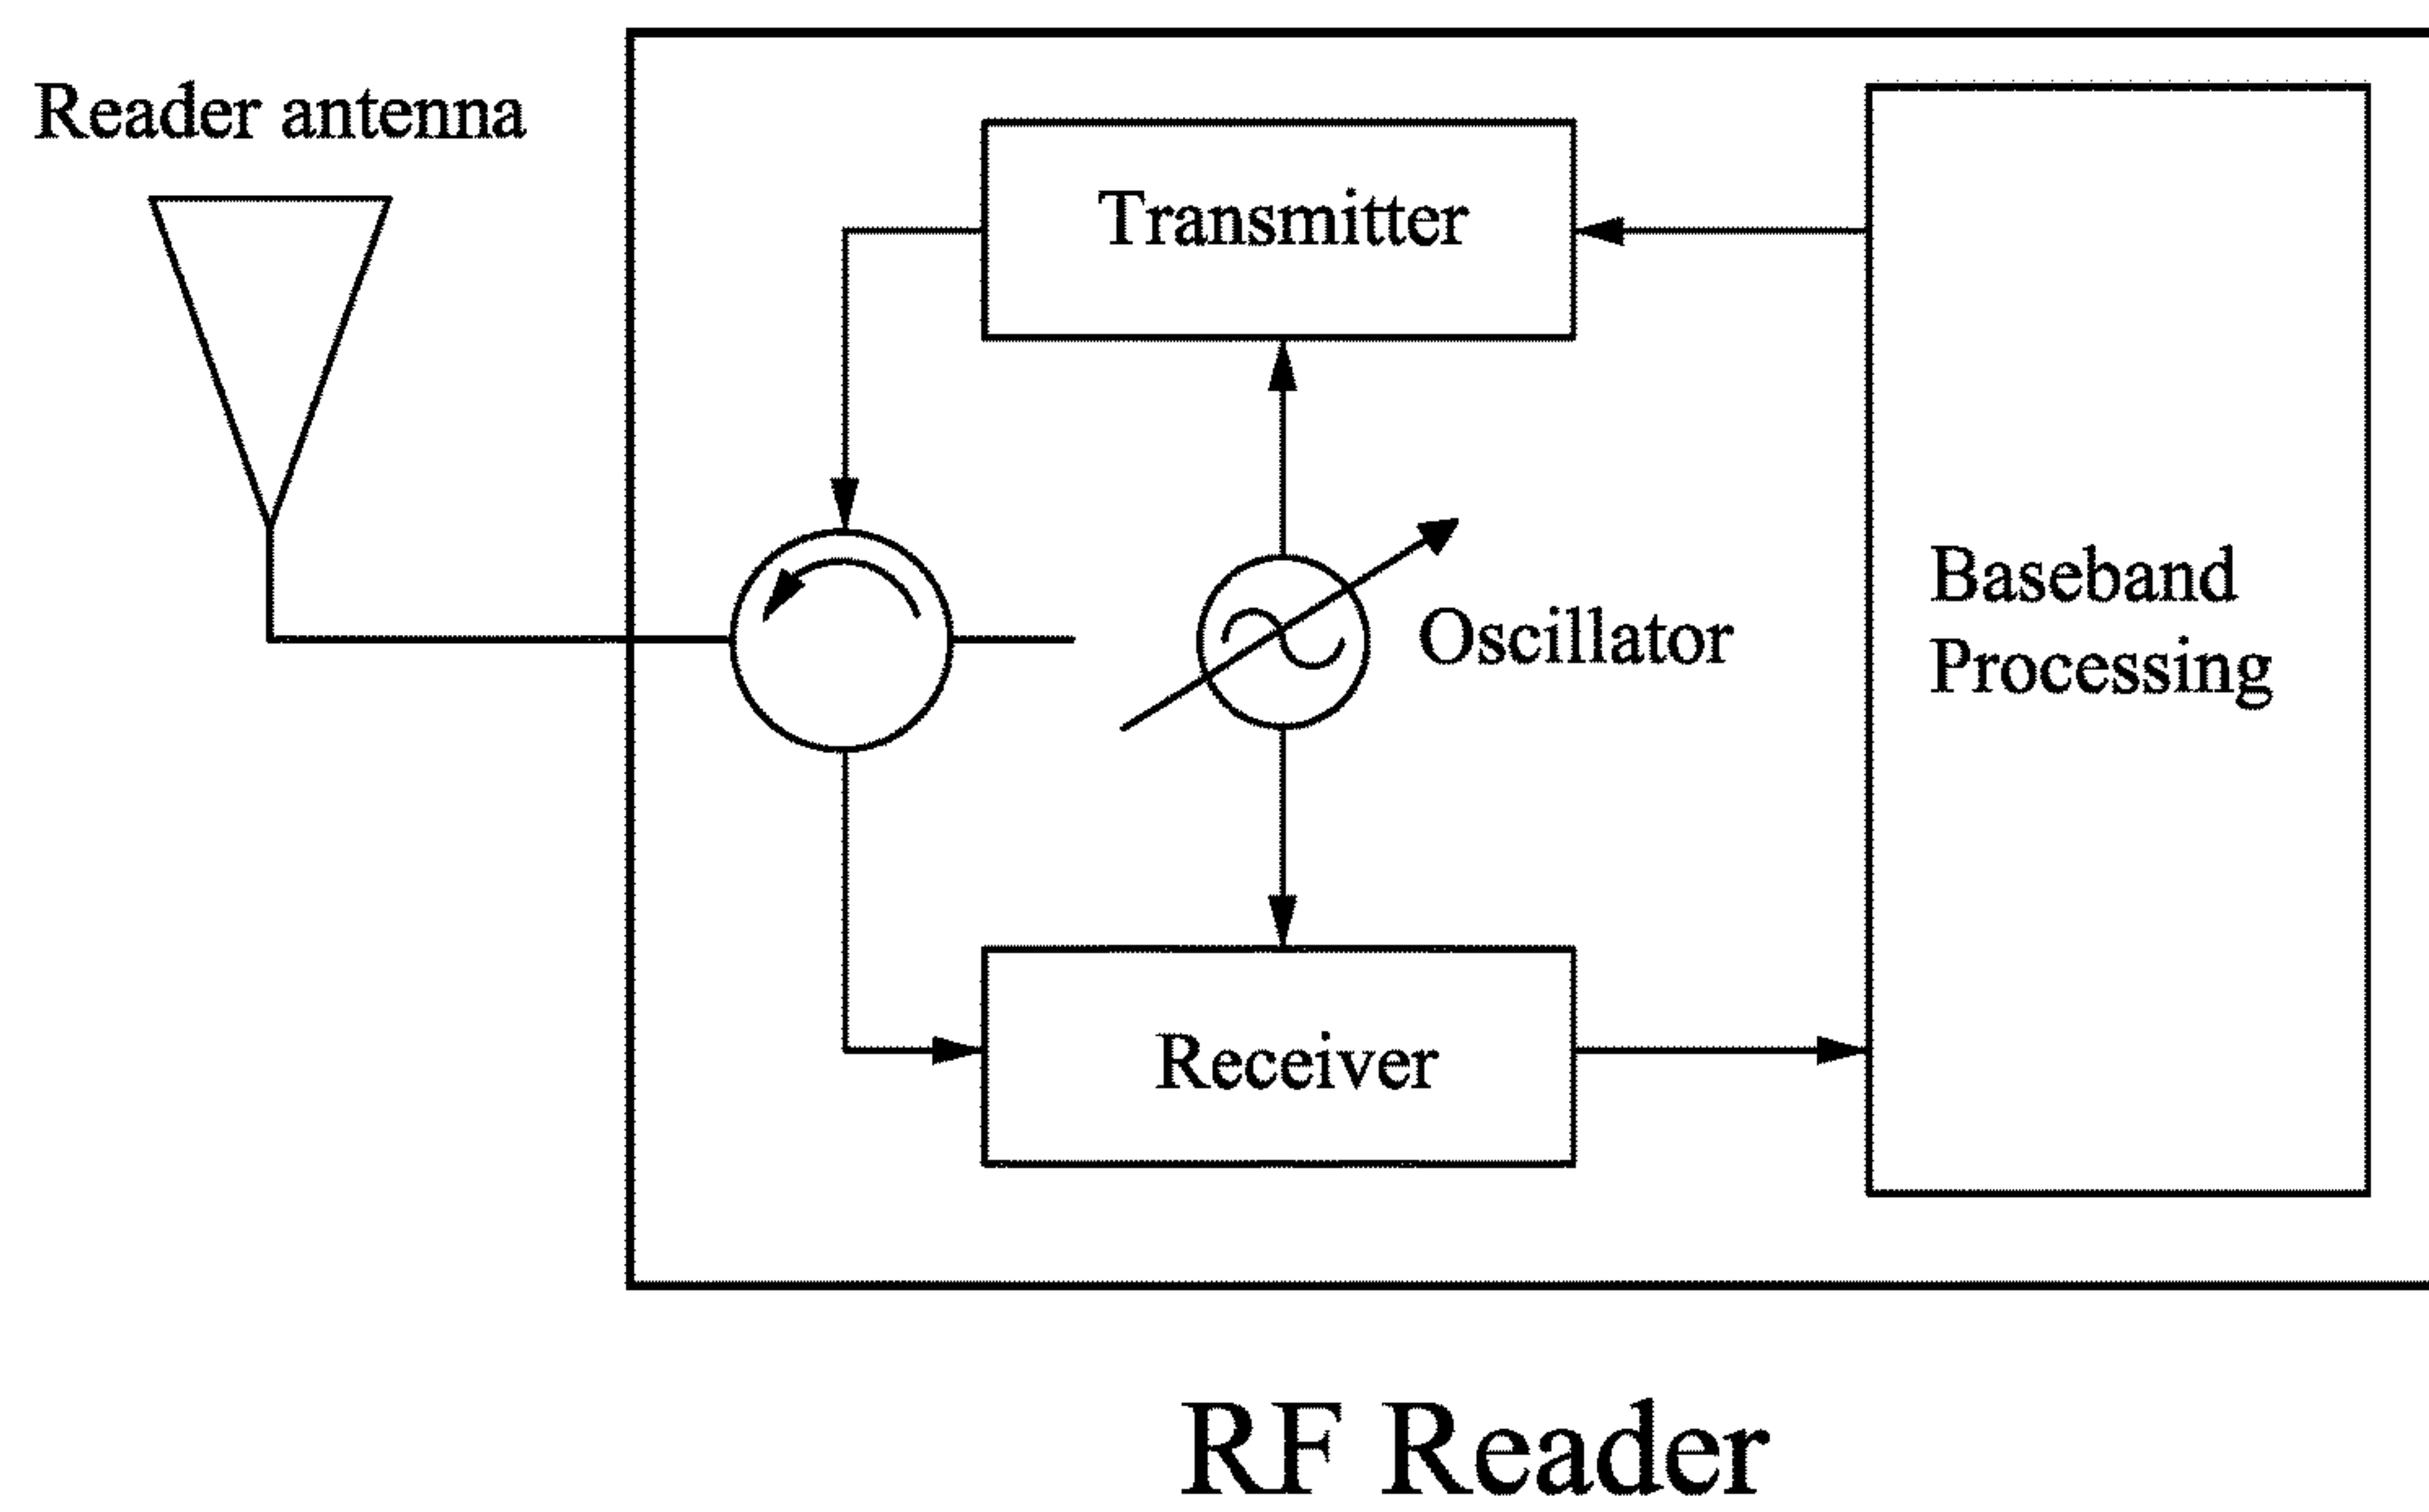 Reader antenna
Transmitter
Oscillator
Baseband
Processing
Receiver
RF Reader